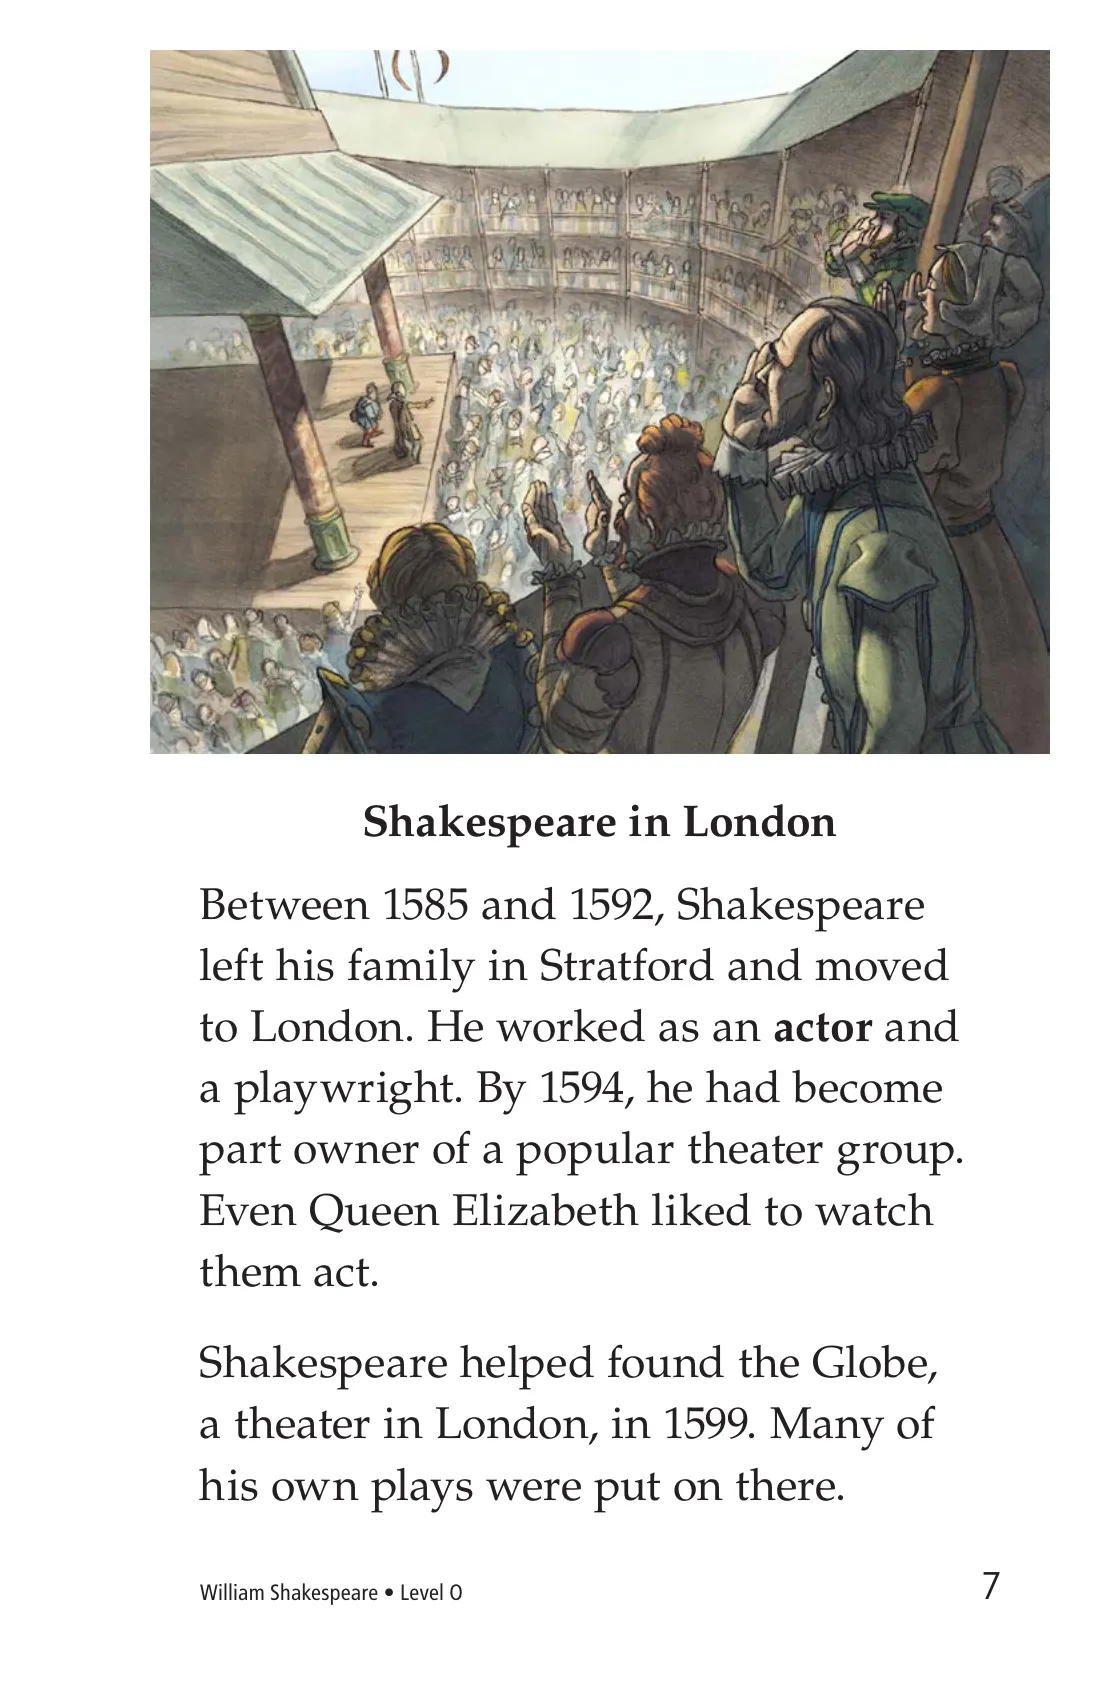 Shakespeare in London
Between 1585 and 1592, Shakespeare
left his family in Stratford and moved
to London. He worked as an actor and
a playwright. By 1594, he had become
part owner of a popular theater group.
Even Queen Elizabeth liked to watch
them act.
Shakespeare helped found the Globe,
a theater in London, in 1599. Many of
his own plays were put on there.
William Shakespeare • Level O
7